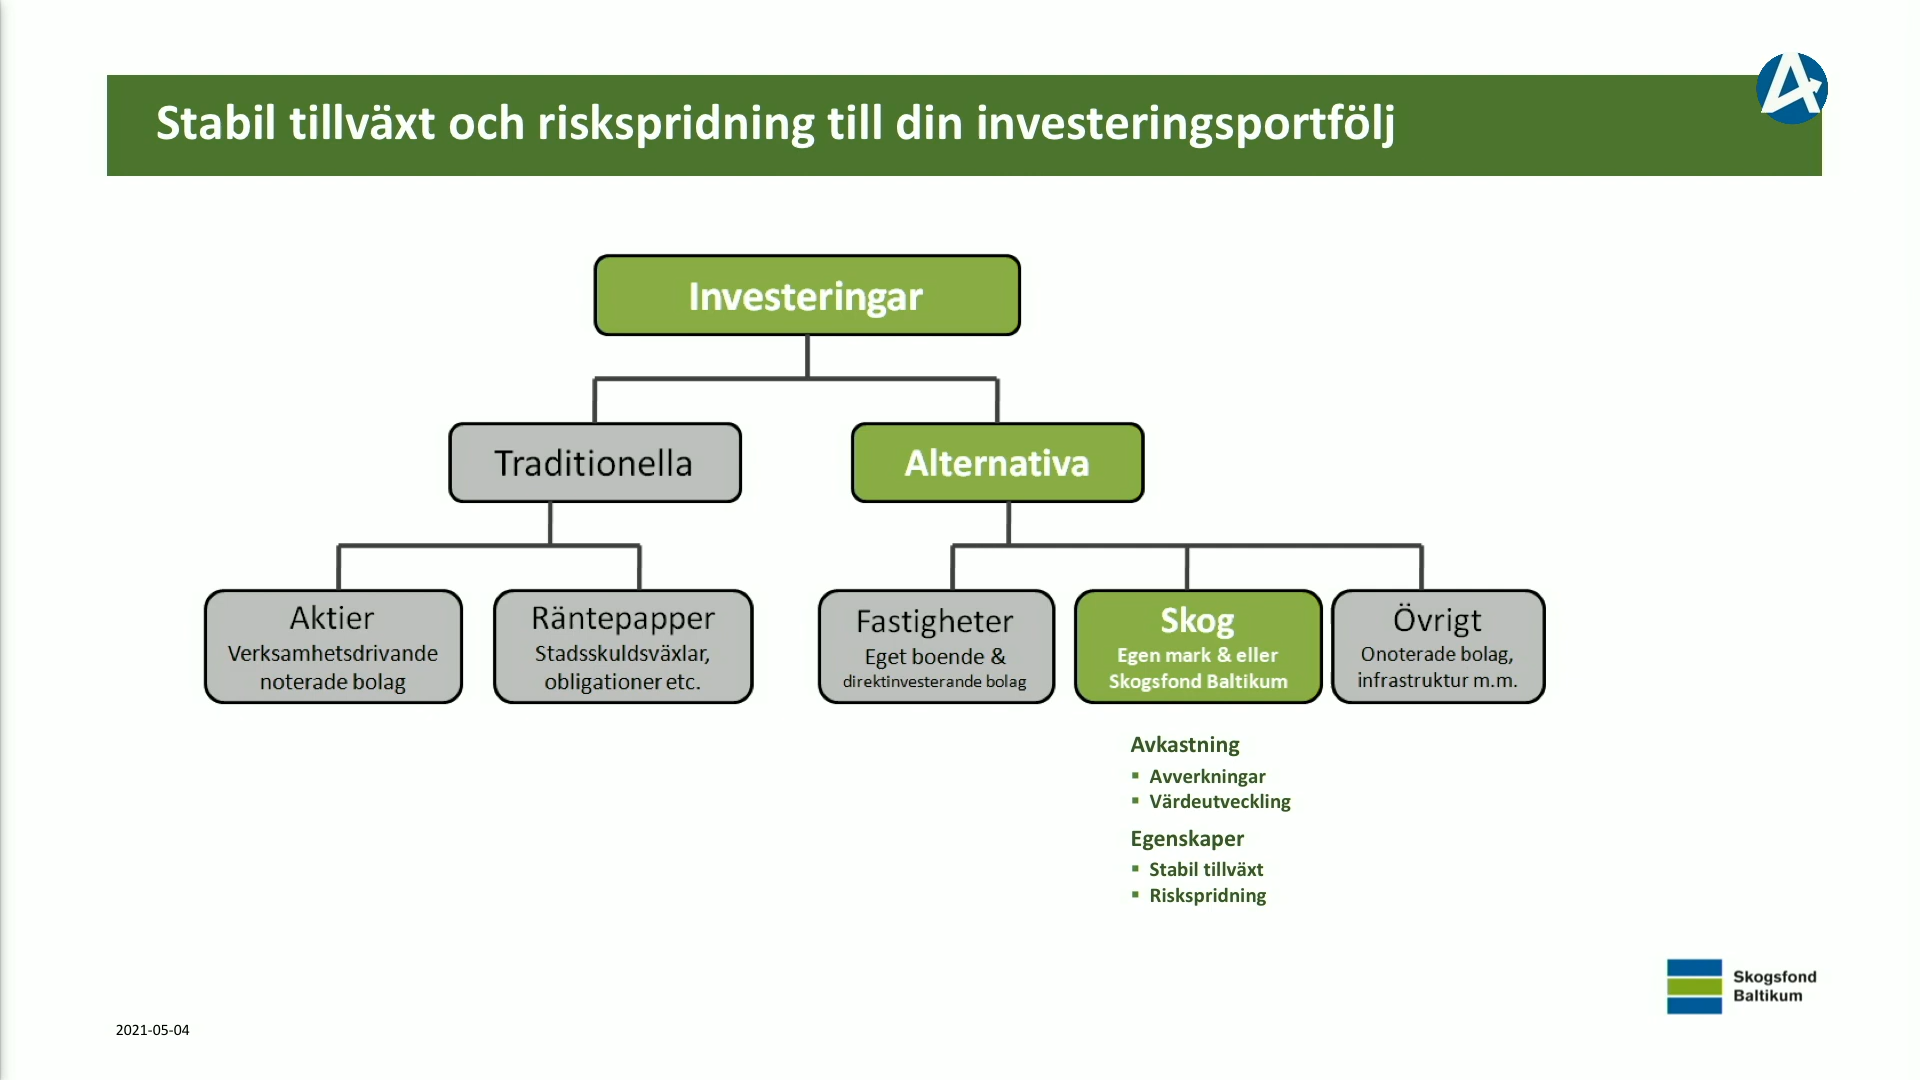 Stabil tillväxt och riskspridning till din investeringsportfölj
Investeringar
Traditionella
Alternativa
Aktier
Verksamhetsdrivande
noterade bolag
Räntepapper
Stadsskuldsväxlar,
obligationer etc.
Fastigheter
Eget boende &
direktinvesterande bolag
Skog
Egen mark & eller
Skogsfond Baltikum
Övrigt
Onoterade bolag,
infrastruktur m.m.
Avkastning
▪ Avverkningar
▪ Värdeutveckling
Egenskaper
▪ Stabil tillväxt
▪ Riskspridning
Skogsfond
Baltikum
2021-05-04